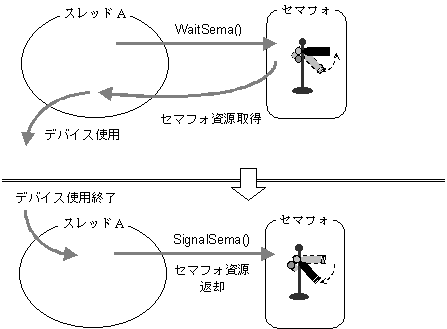 スレッドA
セマフォ
WaitSema()
セマフォ資源取得
デバイス使用
デバイス使用終了
スレッドA
セマフォ
SignalSema()
セマフォ資源
返却